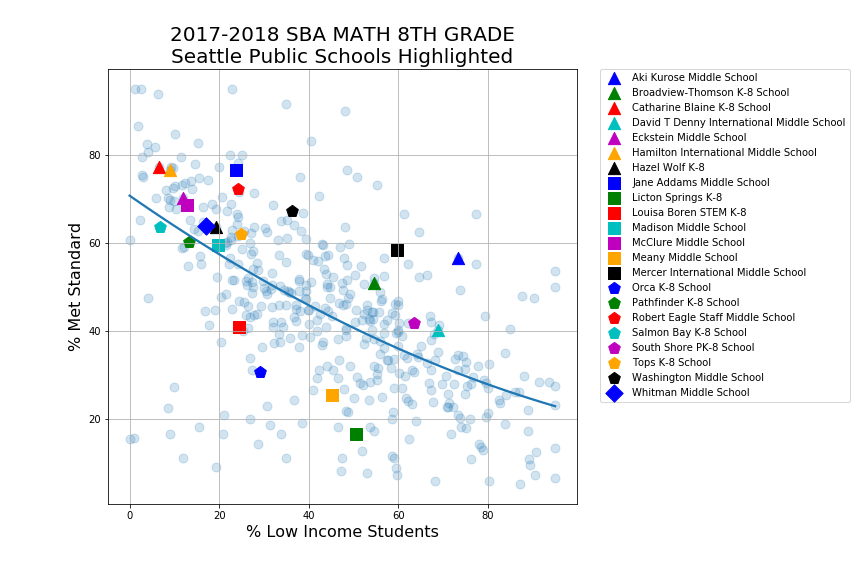 2017-2018 SBA MATH 8TH GRADE
Seattle Public Schools Highlighted
% Met Standard
80
60
40
20
0
20
40
60
80
% Low Income Students
Aki Kurose Middle School
Broadview-Thomson K-8 School
Catharine Blaine K-8 School
David T Denny International Middle School
Eckstein Middle School
Hamilton International Middle School
Hazel Wolf K-8
Jane Addams Middle School
Licton Springs K-8
Louisa Boren STEM K-8
Madison Middle School
McClure Middle School
Meany Middle School
Mercer International Middle School
Orca K-8 School
Pathfinder K-8 School
Robert Eagle Staff Middle School
Salmon Bay K-8 School
South Shore PK-8 School
Tops K-8 School
Washington Middle School
Whitman Middle School